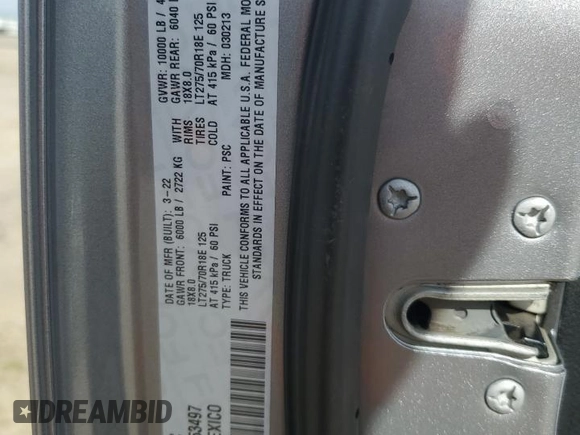 DATE OF MFR (BUILT): 3-22 GVWR: 10000 LB / 4
GAWR FRONT: 6000 LB / 2722 KG GAWR REAR: 6040
18X8.0 WITH 18X8.0
RIMS
LT275/70R18E 125 TIRES LT275/70R18E 125
AT 415 kPa / 60 PSI COLD AT 415 kPa / 60 PSI
TYPE: TRUCK PAINT: PSC MDH: 030213
THIS VEHICLE CONFORMS TO ALL APPLICABLE U.S.A. FEDERAL MO
STANDARDS IN EFFECT ON THE DATE OF MANUFACTURE S
53497
EXICO
DREAMBID